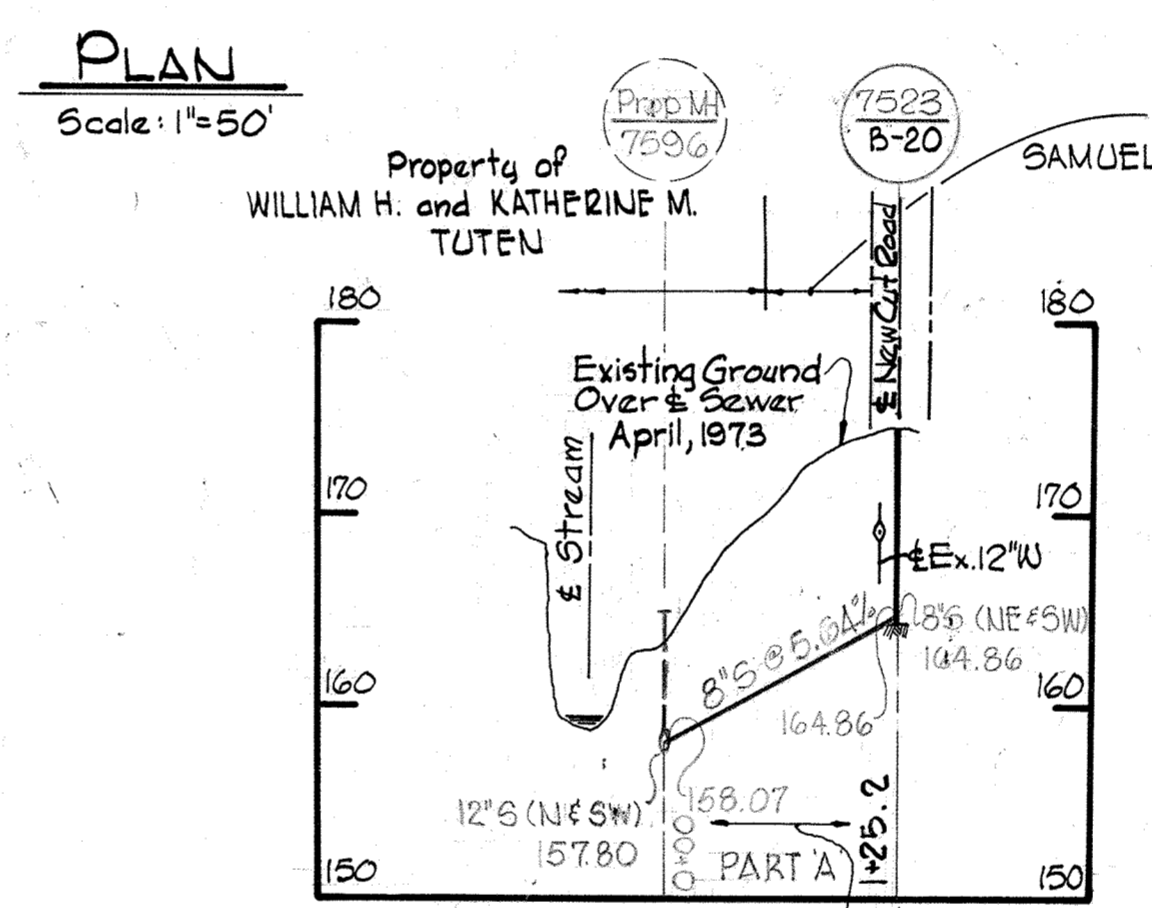 PLAN
Scale: 1"=50'
Prop MH
7596
7523
B-20
Property of
WILLIAM H. and KATHERINE M.
TUTEN
SAMUEL
℄ New Cut Road
180
180
Existing Ground
Over ℄ Sewer
April, 1973
℄ Stream
170
170
℄ Ex. 12"W
8"S @ 5.64%
8"S (NE & SW)
164.86
160
160
164.86
158.07
12"S (N & SW)
157.80
0+00
PART 'A'
1+25.2
150
150